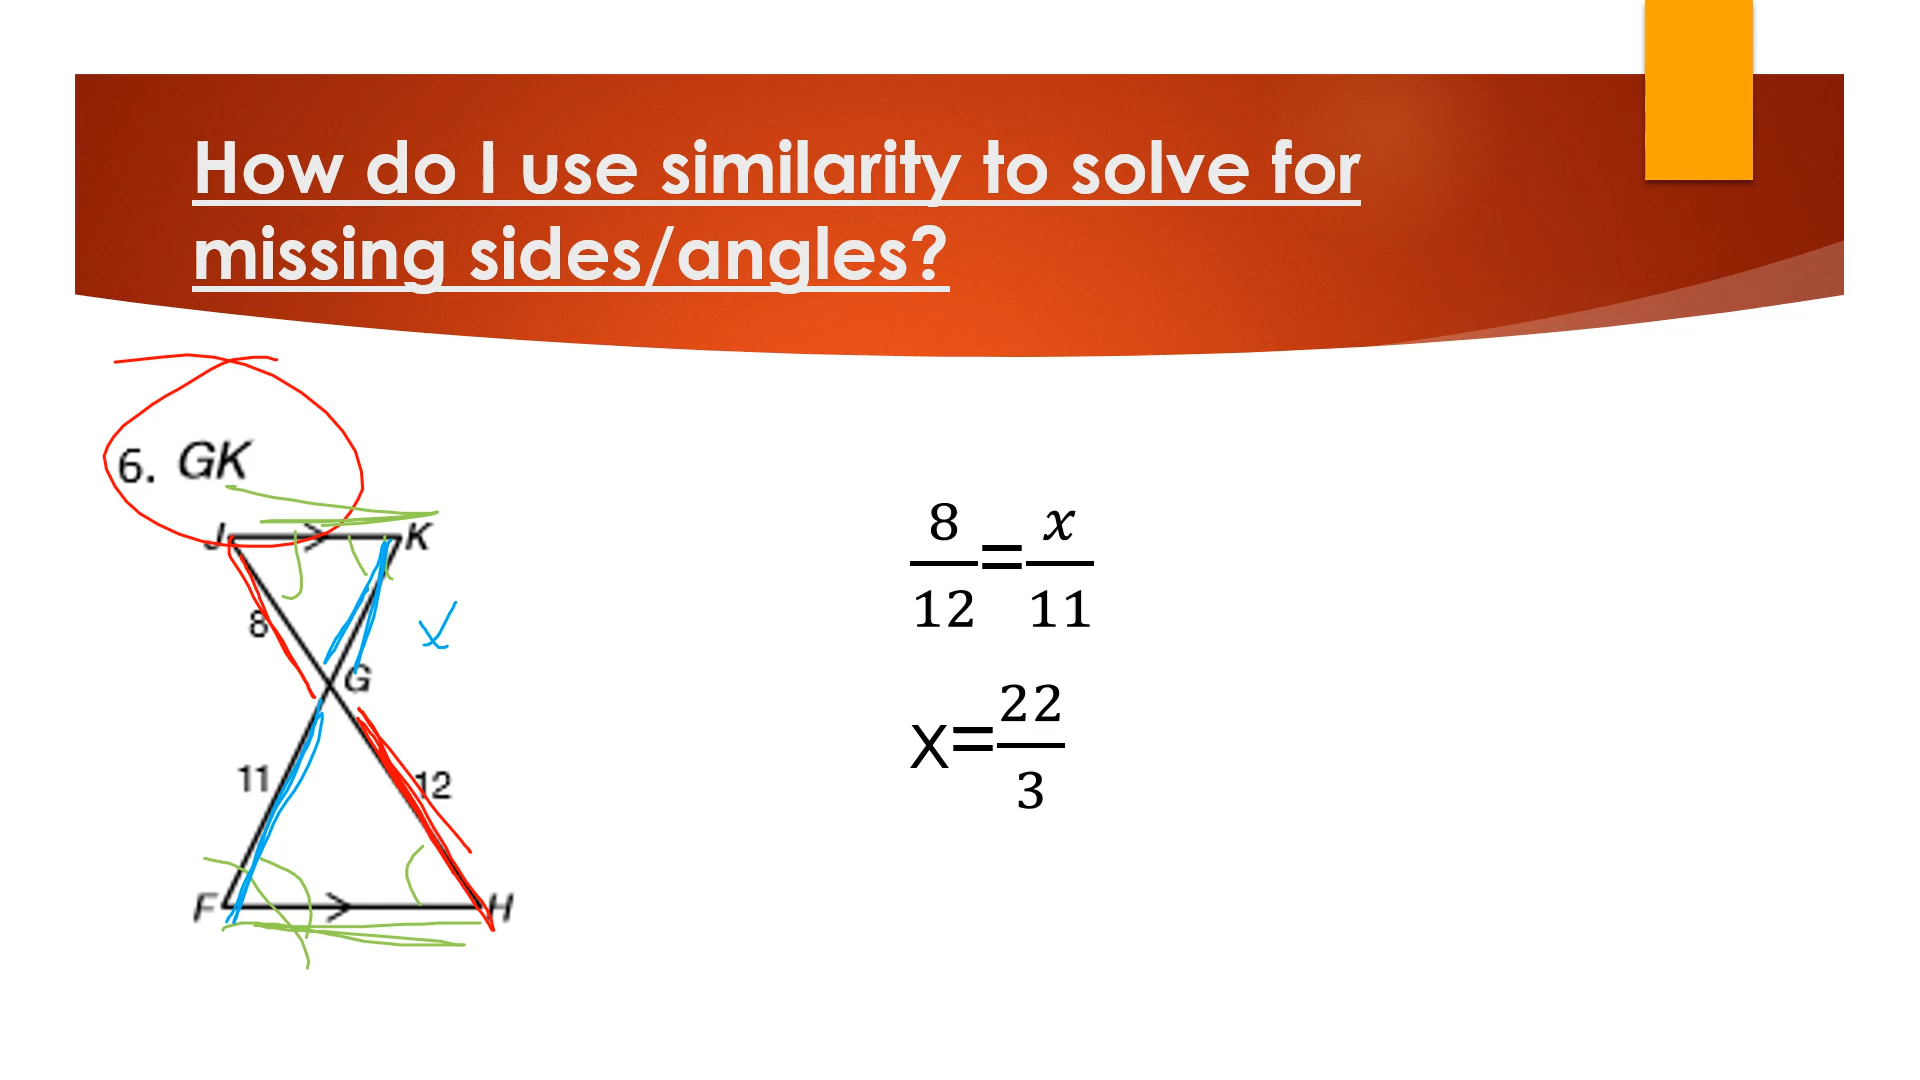 How do I use similarity to solve for
missing sides/angles?
6. GK
J K
8
x
G
11 12
F H
8/12=x/11
x=22/3